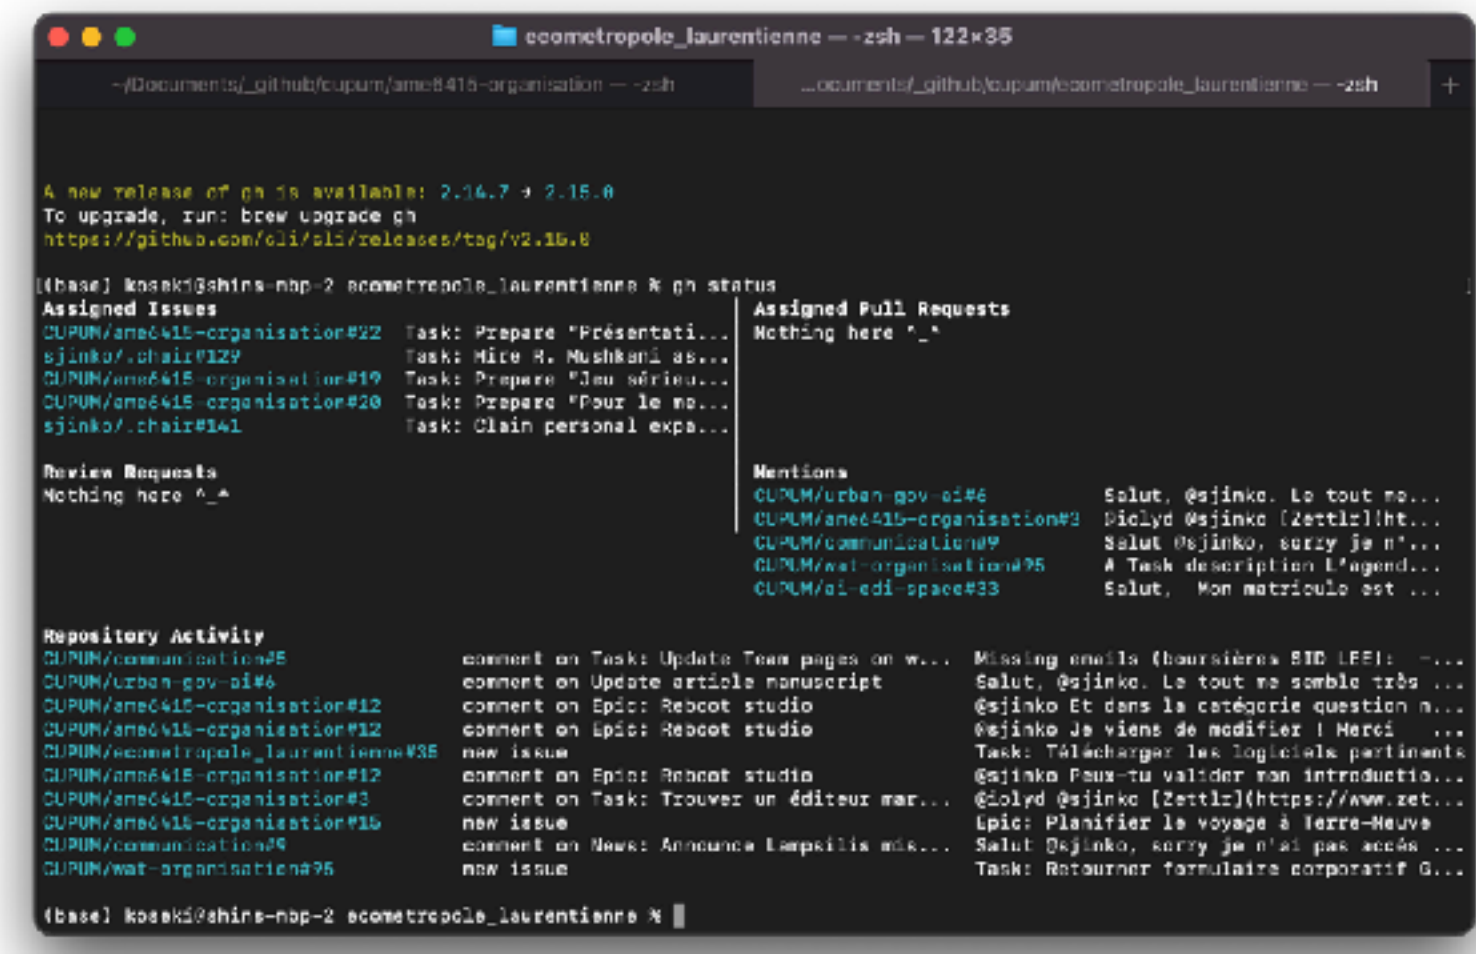 ecometropole_laurentienne — -zsh — 122×35
~/Documents/_github/cupum/ame6415-organisation — -zsh
...ocuments/_github/cupum/ecometropole_laurentienne — -zsh
+
A new release of gh is available: 2.14.7 → 2.15.0
To upgrade, run: brew upgrade gh
https://github.com/cli/cli/releases/tag/v2.15.0
[(base) koseki@shins-mbp-2 ecometropole_laurentienne % gh status ]
Assigned Issues
CUPUM/ame6415-organisation#22 Task: Prepare "Présentati...
sjinko/.chair#129 Task: Hire R. Mushkani as...
CUPUM/ame6415-organisation#19 Task: Prepare "Jeu sérieu...
CUPUM/ame6415-organisation#20 Task: Prepare "Pour le me...
sjinko/.chair#141 Task: Claim personal expa...
Assigned Pull Requests
Nothing here ^_^
Review Requests
Nothing here ^_^
Mentions
CUPUM/urban-gov-ai#6 Salut, @sjinko. Le tout me...
CUPUM/ame6415-organisation#3 @iolyd @sjinko [Zettlr](ht...
CUPUM/communication#9 Salut @sjinko, sorry je n'...
CUPUM/wat-organisation#95 # Task description L'agend...
CUPUM/ai-edi-space#33 Salut, Mon matricule est ...
Repository Activity
CUPUM/communication#5 comment on Task: Update Team pages on w... Missing emails (boursières SID LEE): -...
CUPUM/urban-gov-ai#6 comment on Update article manuscript Salut, @sjinko. Le tout me semble très ...
CUPUM/ame6415-organisation#12 comment on Epic: Reboot studio @sjinko Et dans la catégorie question n...
CUPUM/ame6415-organisation#12 comment on Epic: Reboot studio @sjinko Je viens de modifier ! Merci ...
CUPUM/ecometropole_laurentienne#35 new issue Task: Télécharger les logiciels pertinents
CUPUM/ame6415-organisation#12 comment on Epic: Reboot studio @sjinko Peux-tu valider mon introductio...
CUPUM/ame6415-organisation#3 comment on Task: Trouver un éditeur mar... @iolyd @sjinko [Zettlr](https://www.zet...
CUPUM/ame6415-organisation#15 new issue Epic: Planifier le voyage à Terre-Neuve
CUPUM/communication#9 comment on News: Announce Lampsilis mis... Salut @sjinko, sorry je n'ai pas accès ...
CUPUM/wat-organisation#95 new issue Task: Retourner formulaire corporatif G...
(base) koseki@shins-mbp-2 ecometropole_laurentienne %